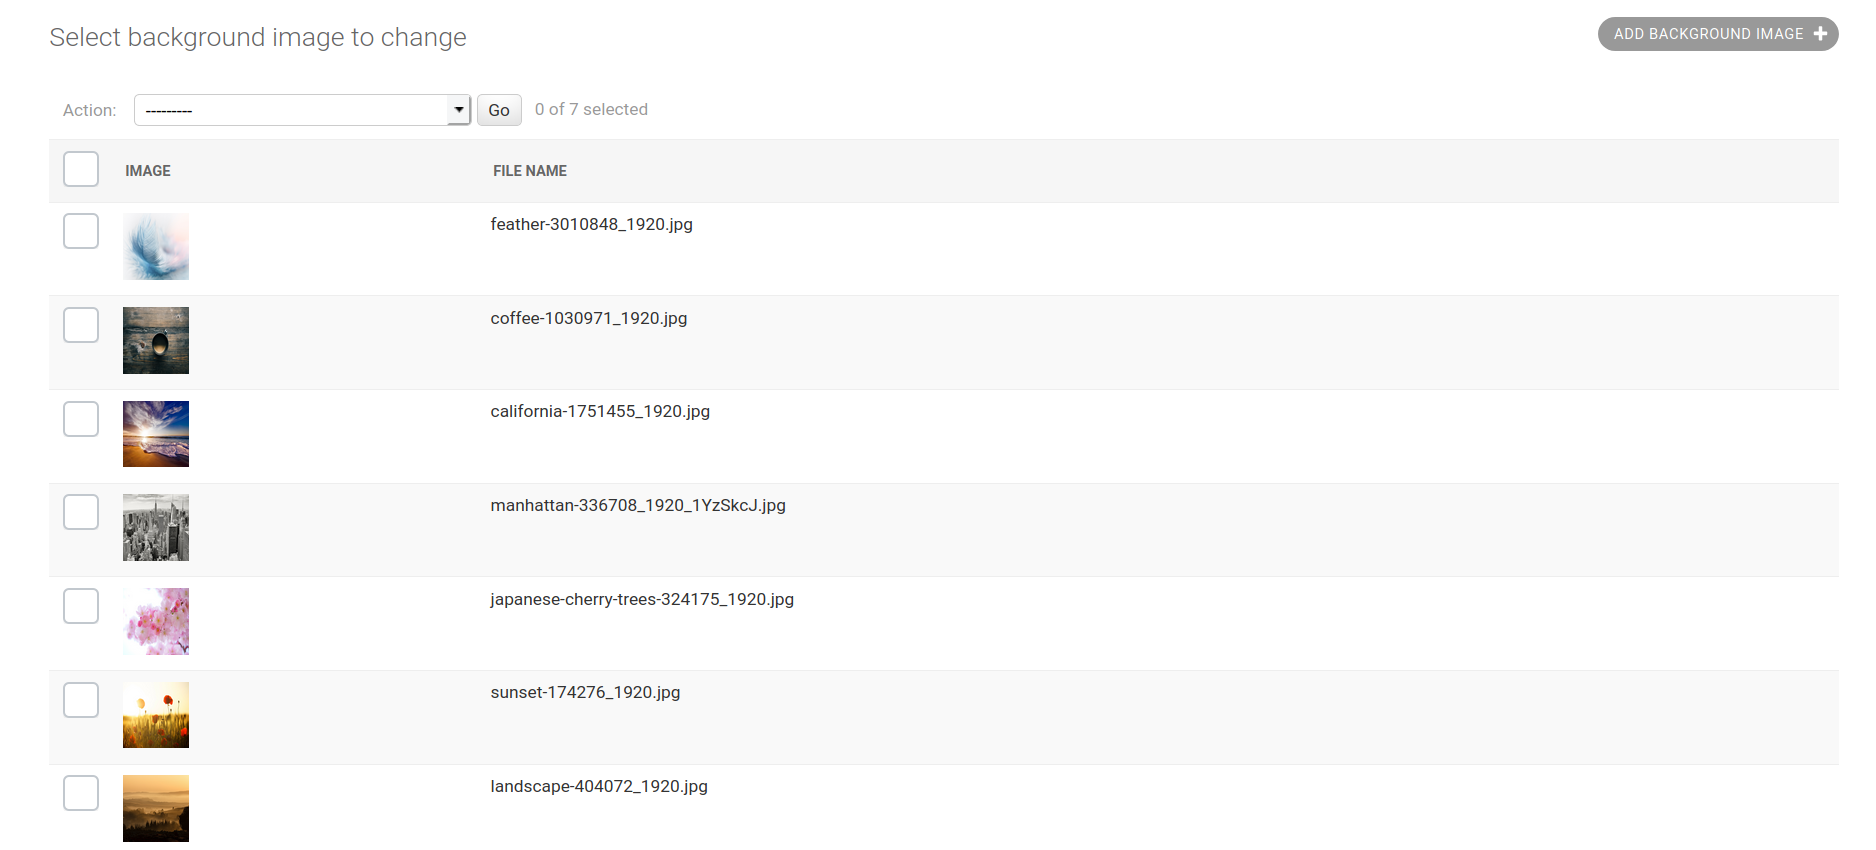 Select background image to change
ADD BACKGROUND IMAGE
Action: --------- Go 0 of 7 selected
IMAGE FILE NAME
feather-3010848_1920.jpg
coffee-1030971_1920.jpg
california-1751455_1920.jpg
manhattan-336708_1920_1YzSkcJ.jpg
japanese-cherry-trees-324175_1920.jpg
sunset-174276_1920.jpg
landscape-404072_1920.jpg